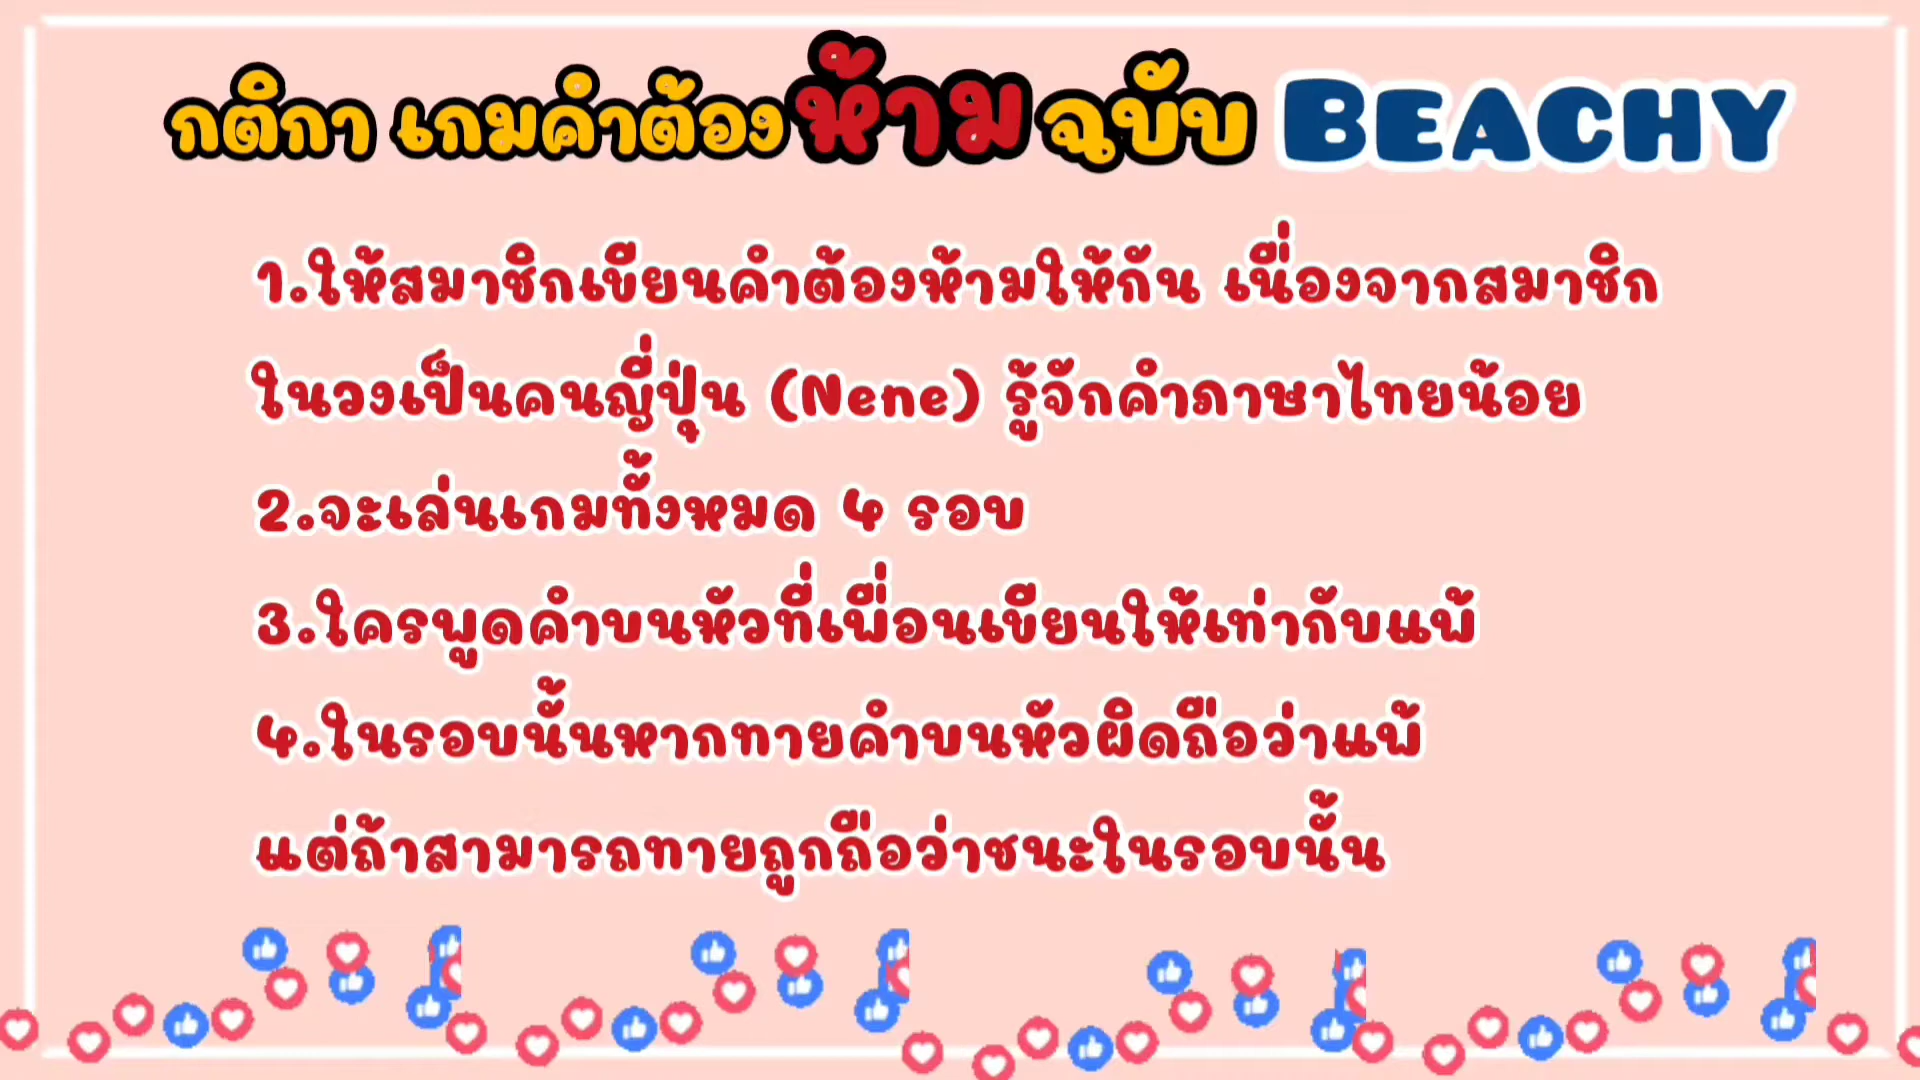 กติกา เกมคำต้องห้ามฉบับ BEACHY
1.ให้สมาชิกเขียนคำต้องห้ามให้กัน เนื่องจากสมาชิก
ในวงเป็นคนญี่ปุ่น (Nene) รู้จักคำภาษาไทยน้อย
2.จะเล่นเกมทั้งหมด 4 รอบ
3.ใครพูดคำบนหัวที่เพื่อนเขียนให้เท่ากับแพ้
4.ในรอบนั้นหากทายคำบนหัวผิดถือว่าแพ้
แต่ถ้าสามารถทายถูกถือว่าชนะในรอบนั้น